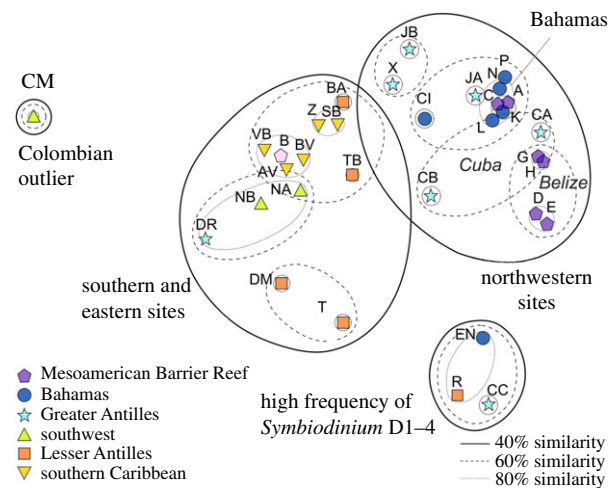 JB
Bahamas
X
P
N
JA
A
C
CM
BA
CI
K
L
CA
Z SB
VB
B
BV
G
Cuba
H
Belize
Colombian
outlier
AV
TB
CB
NB
NA
D
E
DR
northwestern
sites
southern and
eastern sites
DM
T
EN
R
CC
Mesoamerican Barrier Reef
Bahamas
Greater Antilles
southwest
Lesser Antilles
southern Caribbean
high frequency of
Symbiodinium D1–4
40% similarity
60% similarity
80% similarity